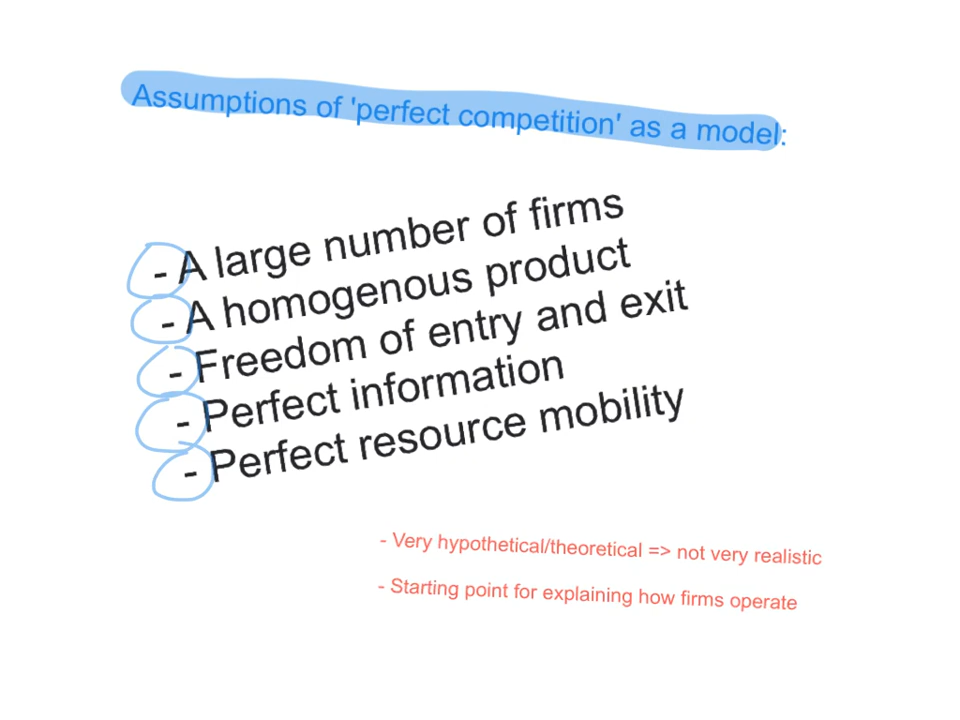 Assumptions of 'perfect competition' as a model:
- A large number of firms
- A homogenous product
- Freedom of entry and exit
- Perfect information
- Perfect resource mobility
- Very hypothetical/theoretical => not very realistic
- Starting point for explaining how firms operate